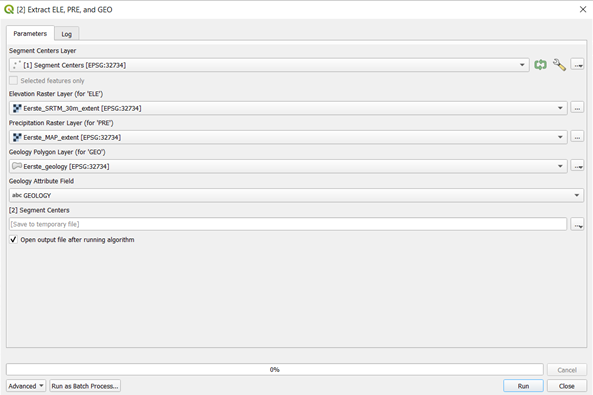 [2] Extract ELE, PRE, and GEO
Parameters Log
Segment Centers Layer
[1] Segment Centers [EPSG:32734]
Selected features only
Elevation Raster Layer (for 'ELE')
Eerste_SRTM_30m_extent [EPSG:32734]
...
Precipitation Raster Layer (for 'PRE')
Eerste_MAP_extent [EPSG:32734]
...
Geology Polygon Layer (for 'GEO')
Eerste_geology [EPSG:32734]
...
Geology Attribute Field
abc GEOLOGY
[2] Segment Centers
[Save to temporary file]
...
Open output file after running algorithm
0% Cancel
Advanced Run as Batch Process... Run Close